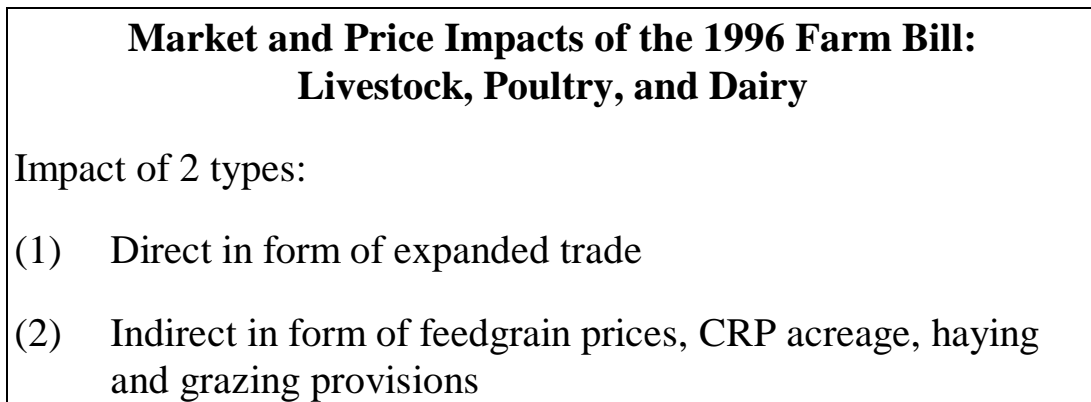 Market and Price Impacts of the 1996 Farm Bill:
Livestock, Poultry, and Dairy
Impact of 2 types:
(1) Direct in form of expanded trade
(2) Indirect in form of feedgrain prices, CRP acreage, haying
and grazing provisions